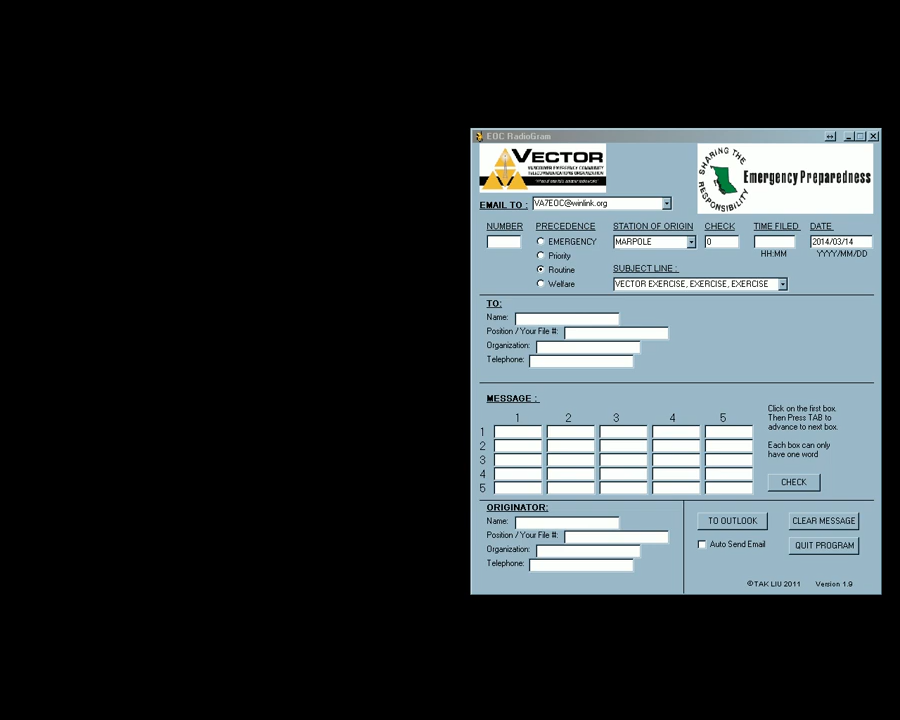 EOC RadioGram
VECTOR
VANCOUVER EMERGENCY COMMUNITY
TELECOMMUNICATIONS ORGANIZATION
SHARING THE
RESPONSIBILITY
Emergency Preparedness
EMAIL TO : VA7EOC@winlink.org
NUMBER PRECEDENCE STATION OF ORIGIN CHECK TIME FILED DATE
EMERGENCY MARPOLE 0 2014/03/14
Priority HH:MM YYYY/MM/DD
Routine SUBJECT LINE :
Welfare VECTOR EXERCISE, EXERCISE, EXERCISE
TO:
Name:
Position / Your File #:
Organization:
Telephone:
MESSAGE :
1 2 3 4 5
1
2
3
4
5
Click on the first box.
Then Press TAB to
advance to next box.
Each box can only
have one word
CHECK
ORIGINATOR:
Name:
Position / Your File #:
Organization:
Telephone:
TO OUTLOOK CLEAR MESSAGE
Auto Send Email QUIT PROGRAM
©TAK LIU 2011 Version 1.9